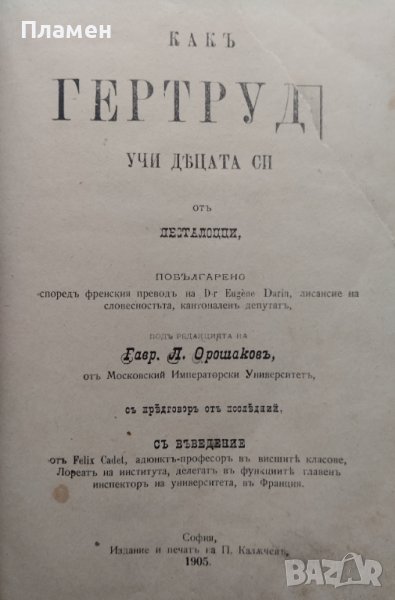 Пламен
КАКЪ
ГЕРТРУД
УЧИ ДѢЦАТА СИ
ОТЪ
ПЕСТАЛОЦЦИ,
ПОБЪЛГАРЕНО
споредъ френския преводъ на D-r Eugène Darin, лисансие на
словесностьта, кантоналенъ депутатъ,
ПОДЪ РЕДАКЦИЯТА НА
Гавр. Л. Орошаковъ,
отъ Московский Императорски Университетъ,
съ прѣдговоръ отъ послѣдний,
СЪ ВЪВЕДЕНИЕ
отъ Felix Cadet, адюнктъ-професоръ въ висшитѣ класове,
Лореатъ на института, делегатъ въ функциитѣ главенъ
инспекторъ на университета, въ Франция.
София,
Издание и печатъ на П. Калъчевъ,
1905.
BAZAR